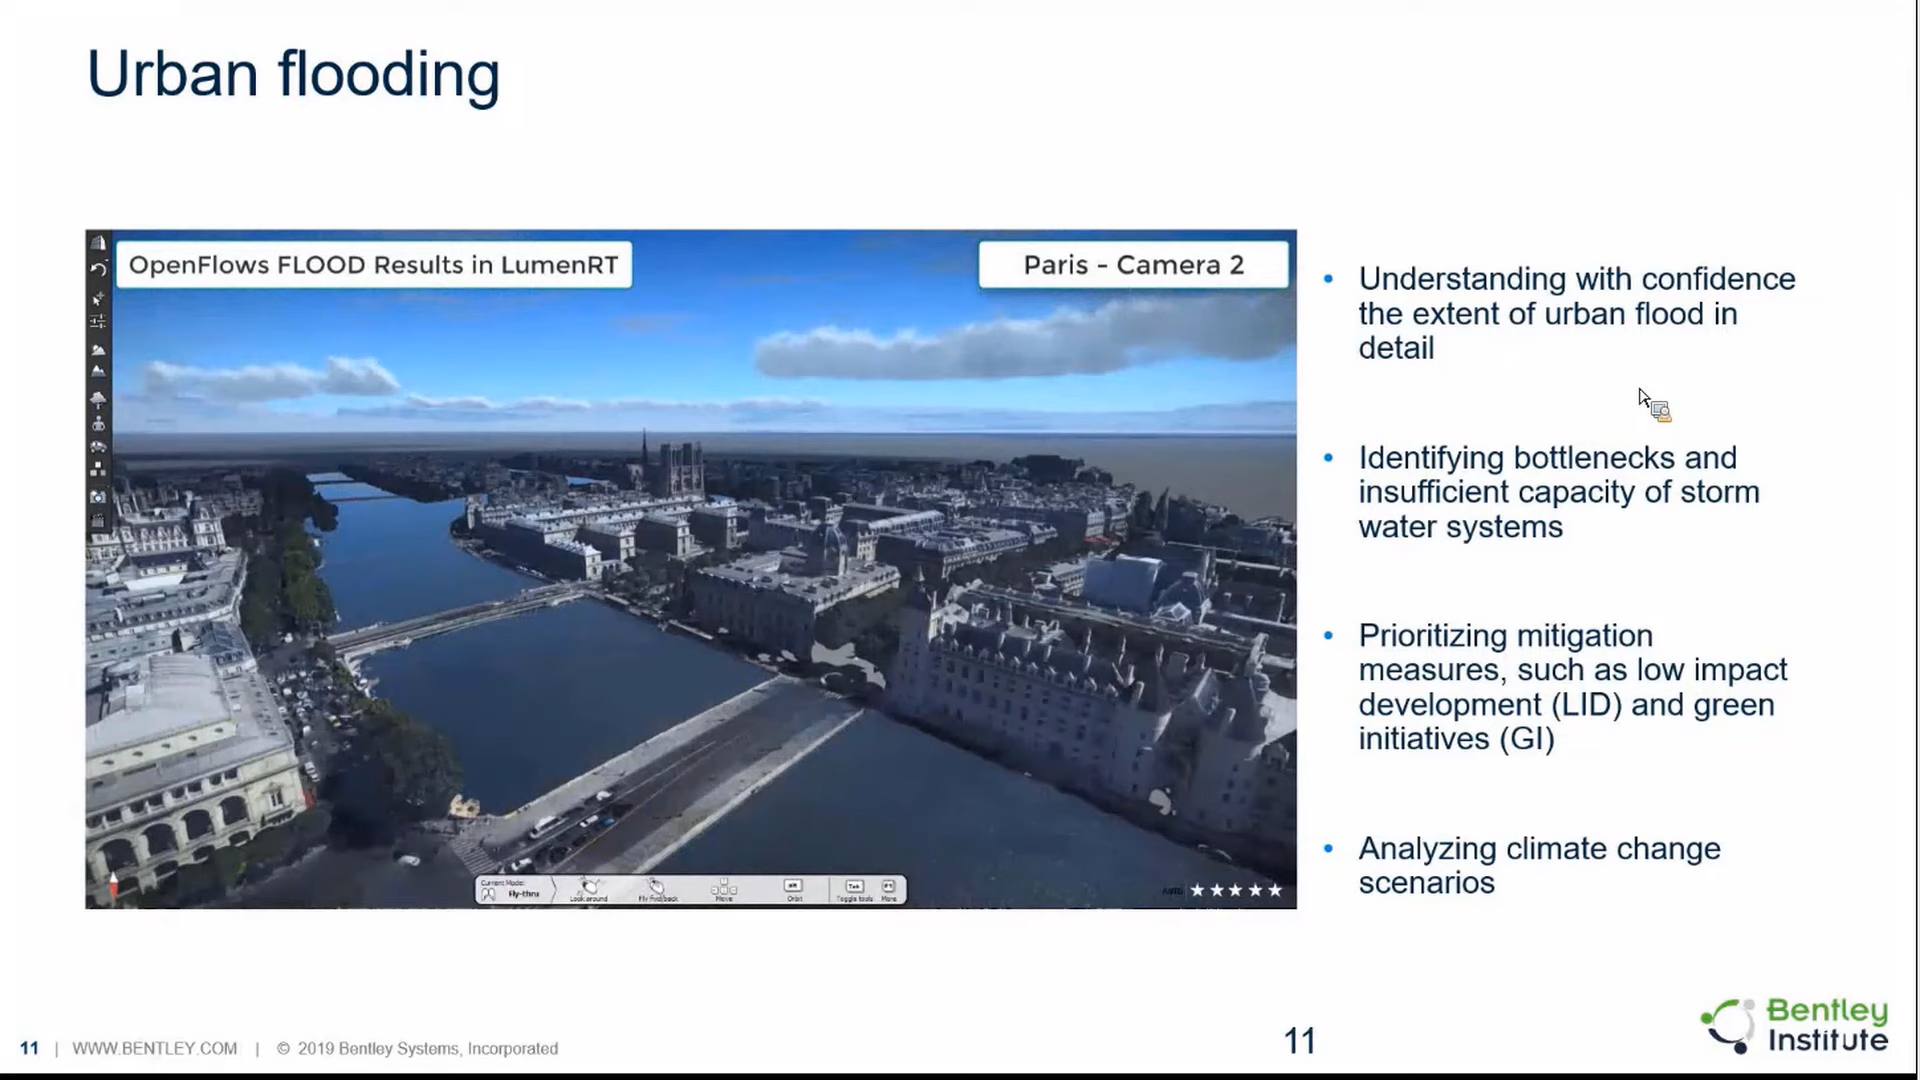 Urban flooding
OpenFlows FLOOD Results in LumenRT
Paris - Camera 2
Current Mode:
Fly-thru
Look around
Fly fwd/back
Move
Orbit
Tab
Toggle tools
F1
More
• Understanding with confidence
the extent of urban flood in
detail
• Identifying bottlenecks and
insufficient capacity of storm
water systems
• Prioritizing mitigation
measures, such as low impact
development (LID) and green
initiatives (GI)
• Analyzing climate change
scenarios
11 | WWW.BENTLEY.COM | © 2019 Bentley Systems, Incorporated
11
Bentley
Institute